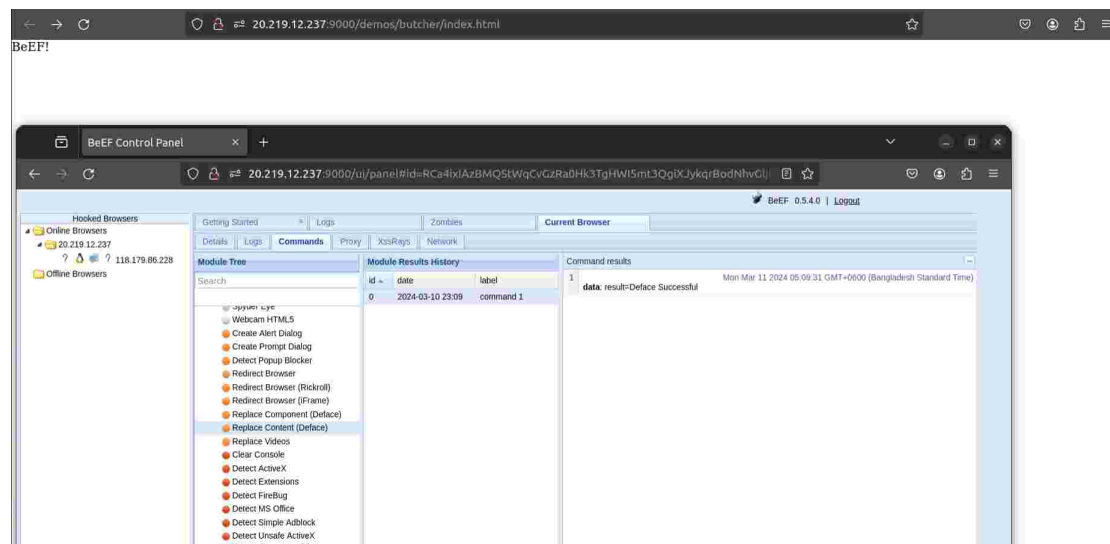 20.219.12.237:9000/demos/butcher/index.html
BeEF!
BeEF Control Panel
20.219.12.237:9000/ui/panel#id=
BeEF 0.5.4.0 | Logout
Hooked Browsers
Getting Started Logs Zombies Current Browser
Online Browsers
Details Logs Commands Proxy XssRays Network
20.219.12.237
? ? 118.179.86.228
Offline Browsers
Module Tree
Search
Spyder Eye
Webcam HTML5
Create Alert Dialog
Create Prompt Dialog
Detect Popup Blocker
Redirect Browser
Redirect Browser (Rickroll)
Redirect Browser (iFrame)
Replace Component (Deface)
Replace Content (Deface)
Replace Videos
Clear Console
Detect ActiveX
Detect Extensions
Detect FireBug
Detect MS Office
Detect Simple Adblock
Detect Unsafe ActiveX
Module Results History
id date label
0 2024-03-10 23:09 command 1
Command results
1 Mon Mar 11 2024 05:09:31 GMT+0600 (Bangladesh Standard Time)
data: result=Deface Successful